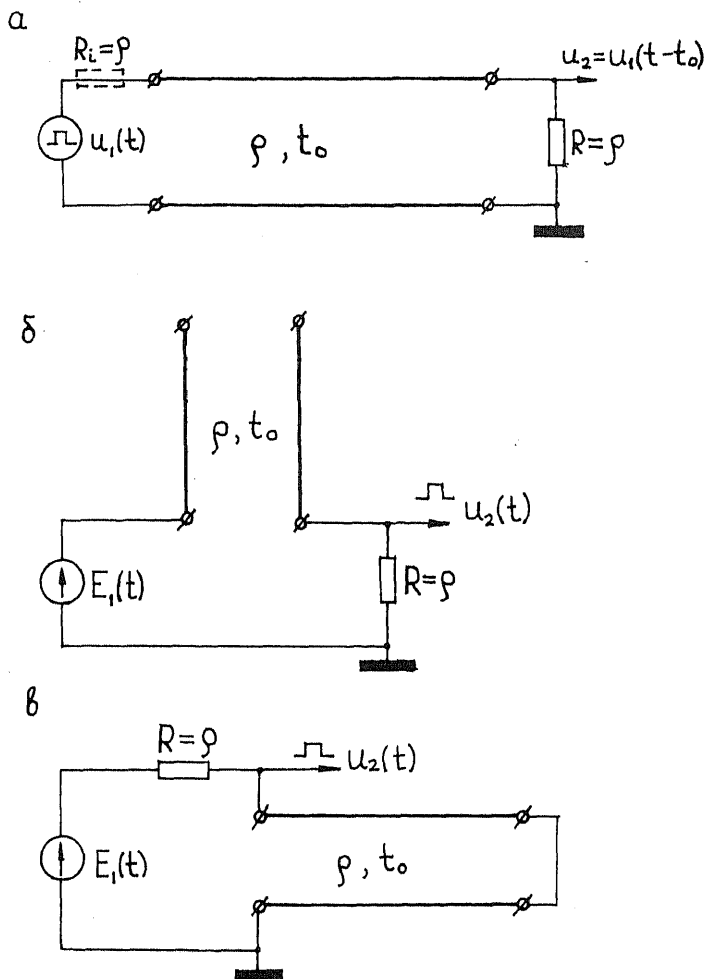 а
Rᵢ=ρ
u₂=u₁(t-t₀)
u₁(t)
ρ, t₀
R=ρ
б
ρ, t₀
u₂(t)
E₁(t)
R=ρ
в
R=ρ
u₂(t)
E₁(t)
ρ, t₀